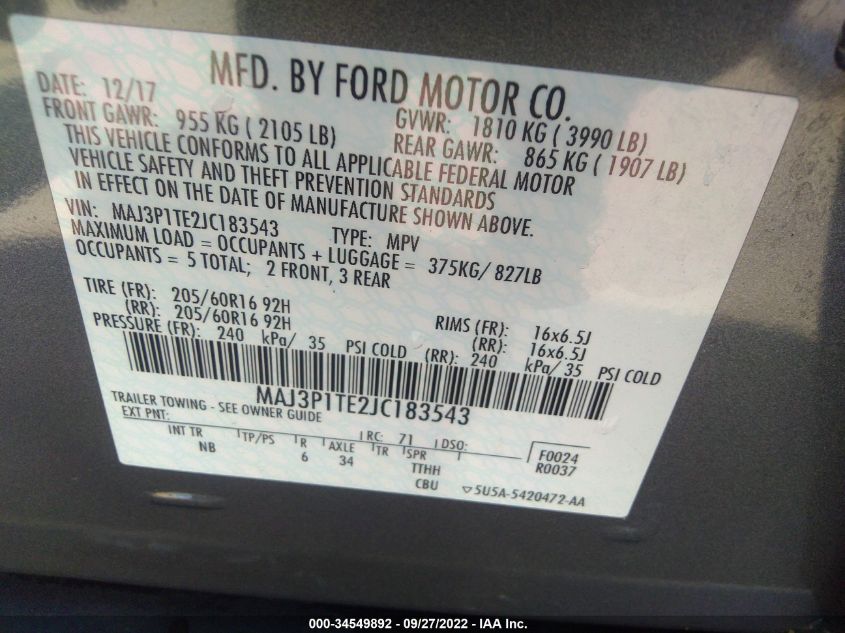 MFD. BY FORD MOTOR CO.
DATE: 12/17 GVWR: 1810 KG ( 3990 LB)
FRONT GAWR: 955 KG ( 2105 LB) REAR GAWR: 865 KG ( 1907 LB)
THIS VEHICLE CONFORMS TO ALL APPLICABLE FEDERAL MOTOR
VEHICLE SAFETY AND THEFT PREVENTION STANDARDS
IN EFFECT ON THE DATE OF MANUFACTURE SHOWN ABOVE.
VIN: MAJ3P1TE2JC183543 TYPE: MPV
MAXIMUM LOAD = OCCUPANTS + LUGGAGE = 375KG/ 827LB
OCCUPANTS = 5 TOTAL; 2 FRONT, 3 REAR
TIRE (FR): 205/60R16 92H RIMS (FR): 16x6.5J
(RR): 205/60R16 92H (RR): 16x6.5J
PRESSURE (FR): 240 kPa/ 35 PSI COLD (RR): 240 kPa/ 35 PSI COLD
MAJ3P1TE2JC183543
TRAILER TOWING - SEE OWNER GUIDE
EXT PNT: RC: 71 DSO: F0024
INT TR TP/PS R AXLE TR SPR R0037
NB 6 34 TTHH
CBU 5U5A-5420472-AA
000-34549892 - 09/27/2022 - IAA Inc.